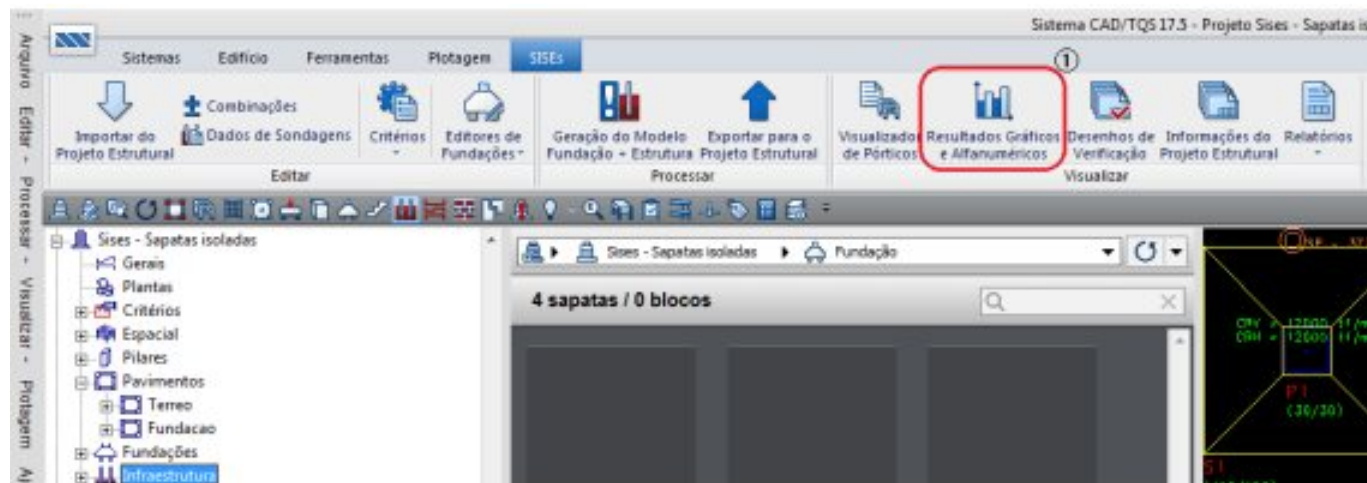 Sistema CAD/TQS 17.5 - Projeto Sises - Sapatas is
Sistemas Edifício Ferramentas Plotagem SISEs
1
Importar do Projeto Estrutural
Combinações
Dados de Sondagens
Critérios
Editores de Fundações
Geração do Modelo Fundação + Estrutura
Exportar para o Projeto Estrutural
Visualizador de Pórticos
Resultados Gráficos e Alfanuméricos
Desenhos de Verificação
Informações do Projeto Estrutural
Relatórios
Editar Processar Visualizar
Arquivo Editar - Processar - Visualizar - Plotagem
Sises - Sapatas isoladas
Gerais
Plantas
Critérios
Espacial
Pilares
Pavimentos
Terreo
Fundacao
Fundações
Infraestrutura
Sises - Sapatas isoladas Fundação
4 sapatas / 0 blocos
P1
(30/30)
S1